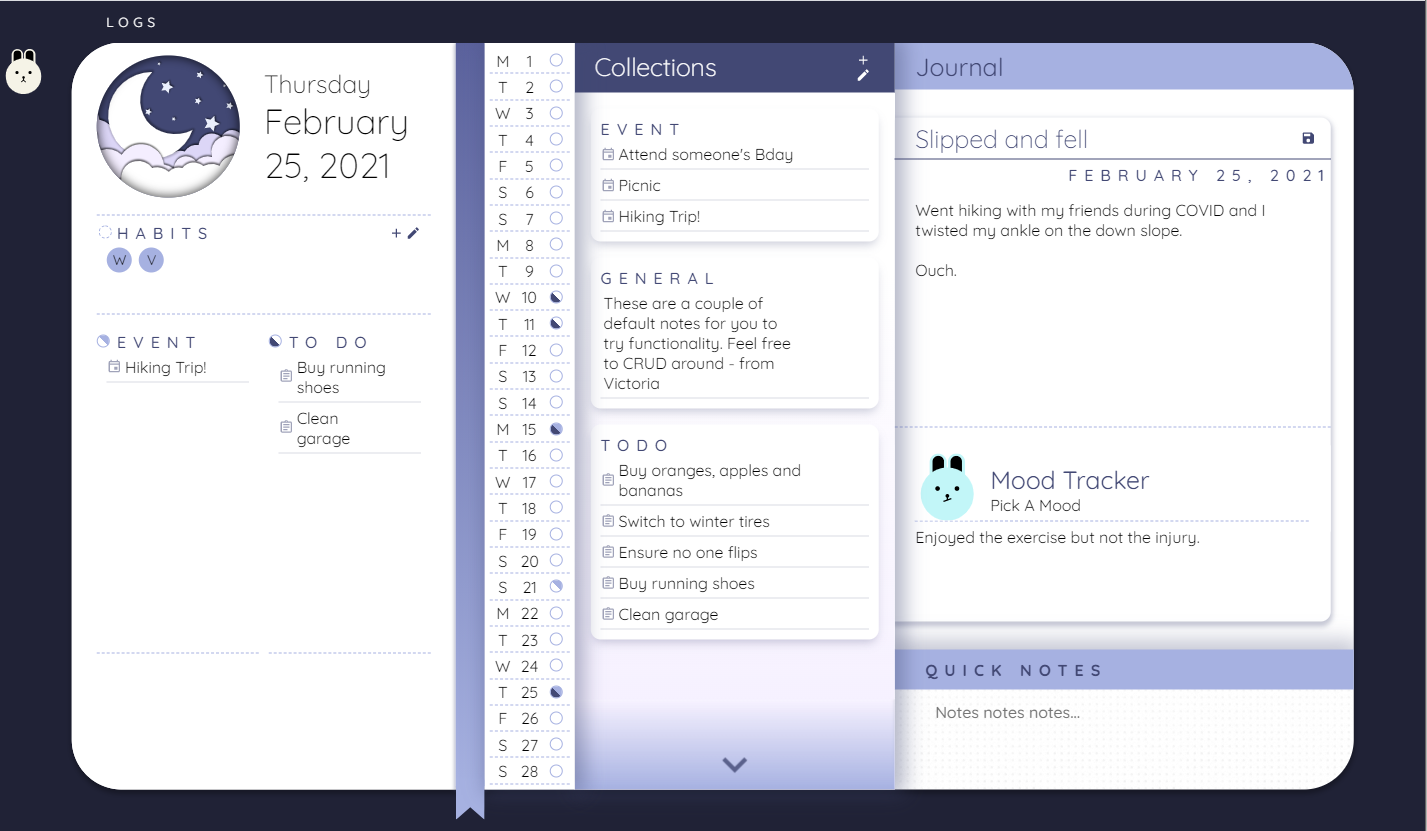 LOGS
Thursday
February
25, 2021
HABITS
+
W V
EVENT
Hiking Trip!
TO DO
Buy running
shoes
Clean
garage
M 1
T 2
W 3
T 4
F 5
S 6
S 7
M 8
T 9
W 10
T 11
F 12
S 13
S 14
M 15
T 16
W 17
T 18
F 19
S 20
S 21
M 22
T 23
W 24
T 25
F 26
S 27
S 28
Collections
+
EVENT
Attend someone's Bday
Picnic
Hiking Trip!
GENERAL
These are a couple of
default notes for you to
try functionality. Feel free
to CRUD around - from
Victoria
TODO
Buy oranges, apples and
bananas
Switch to winter tires
Ensure no one flips
Buy running shoes
Clean garage
Journal
Slipped and fell
FEBRUARY 25, 2021
Went hiking with my friends during COVID and I
twisted my ankle on the down slope.
Ouch.
Mood Tracker
Pick A Mood
Enjoyed the exercise but not the injury.
QUICK NOTES
Notes notes notes...